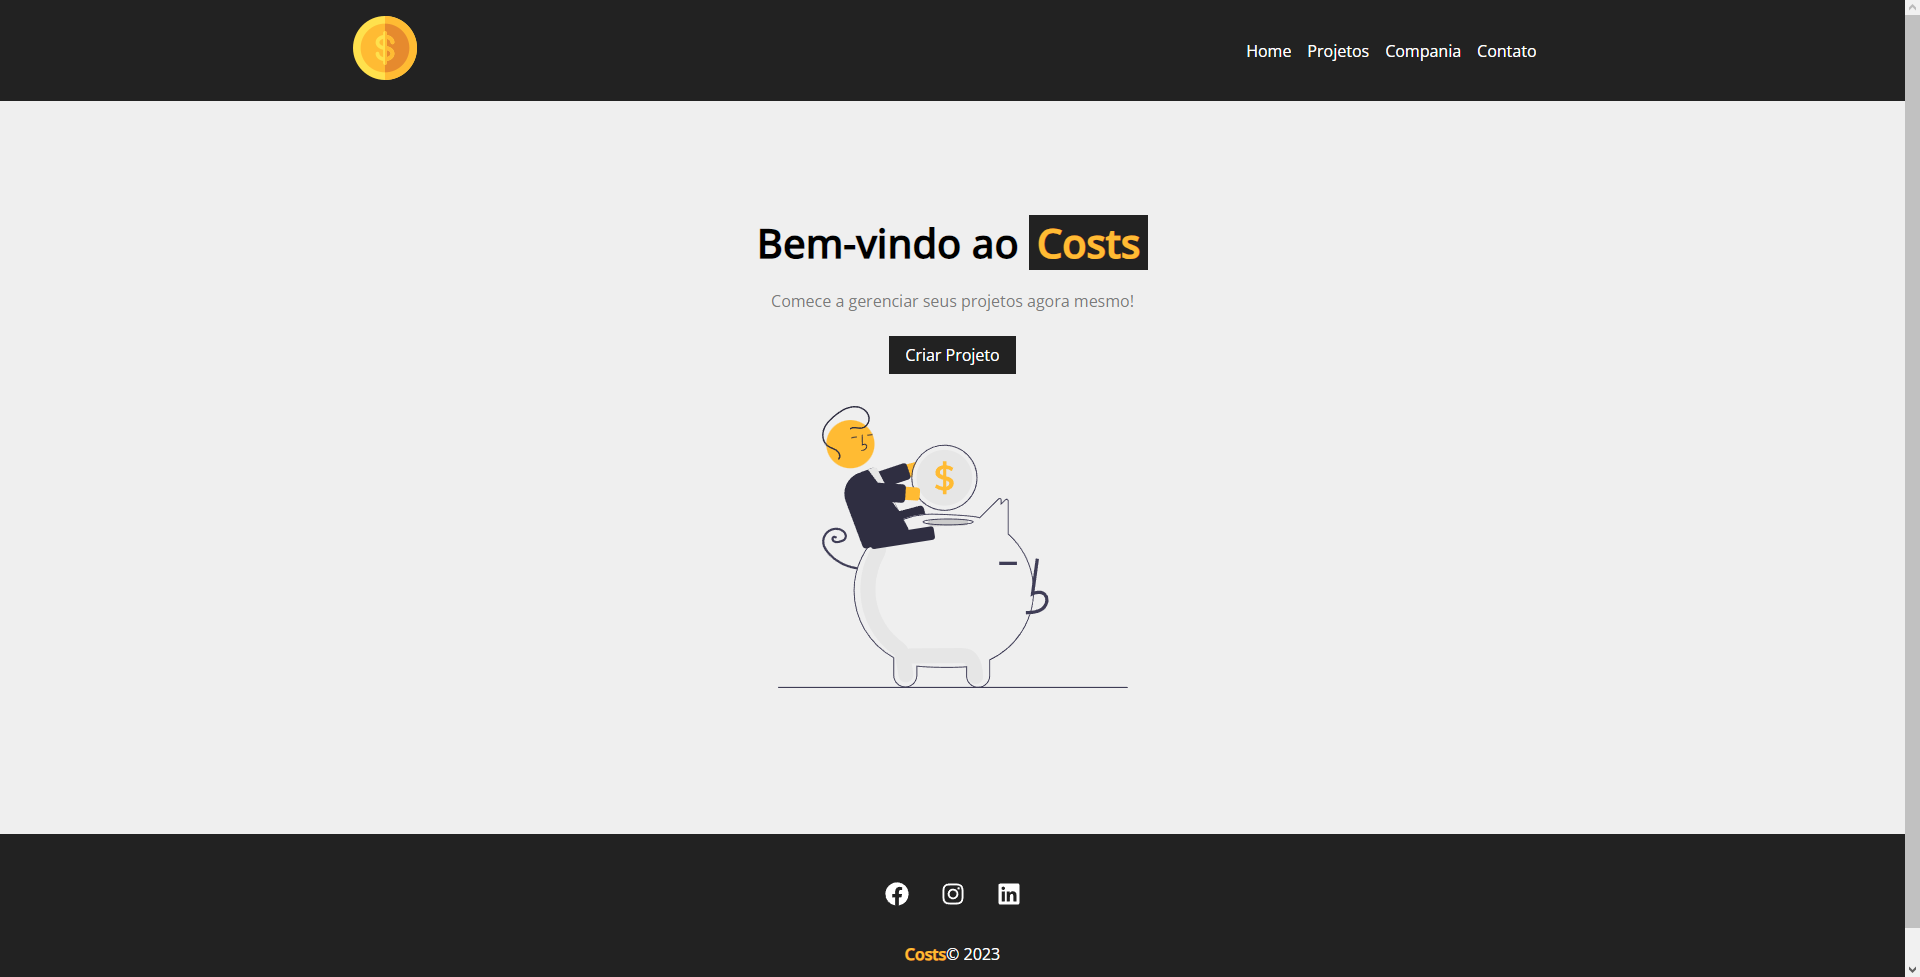 $
Home Projetos Compania Contato
Bem-vindo ao Costs
Comece a gerenciar seus projetos agora mesmo!
Criar Projeto
$
Costs© 2023